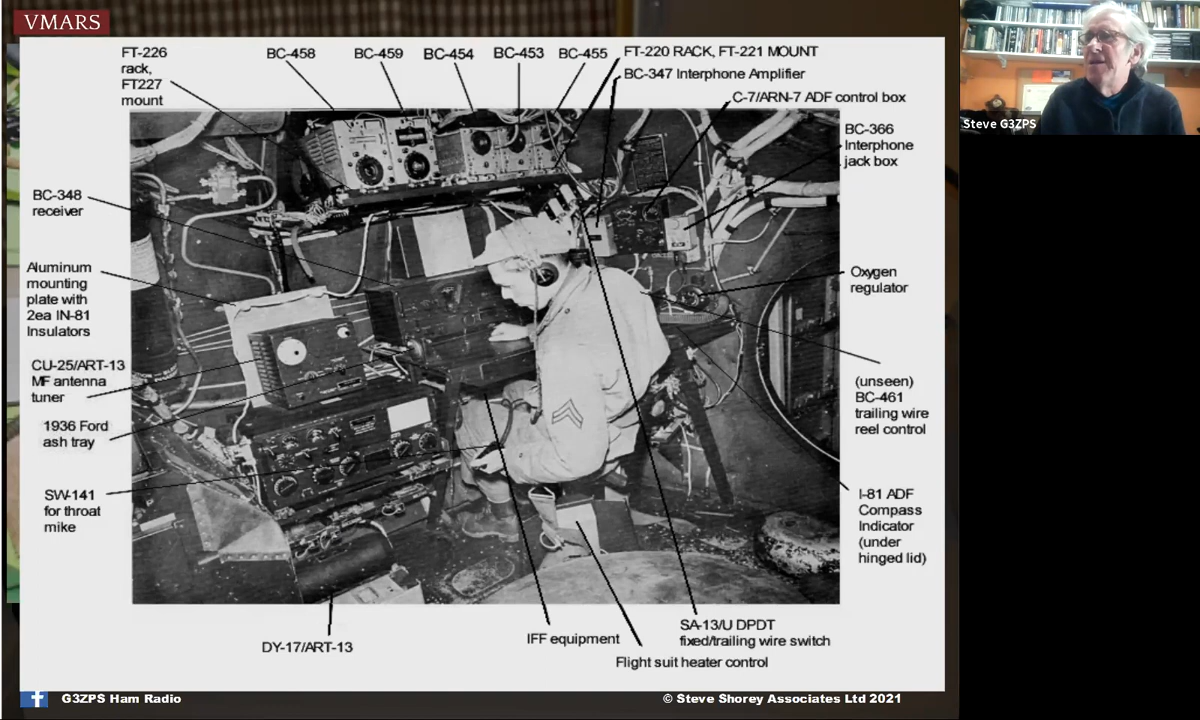 VMARS
FT-226
rack,
FT227
mount
BC-458
BC-459
BC-454
BC-453
BC-455
FT-220 RACK, FT-221 MOUNT
BC-347 Interphone Amplifier
C-7/ARN-7 ADF control box
BC-366
Interphone
jack box
BC-348
receiver
Aluminum
mounting
plate with
2ea IN-81
Insulators
CU-25/ART-13
MF antenna
tuner
1936 Ford
ash tray
SW-141
for throat
mike
Oxygen
regulator
(unseen)
BC-461
trailing wire
reel control
I-81 ADF
Compass
Indicator
(under
hinged lid)
DY-17/ART-13
IFF equipment
Flight suit heater control
SA-13/U DPDT
fixed/trailing wire switch
G3ZPS Ham Radio
© Steve Shorey Associates Ltd 2021
Steve G3ZPS